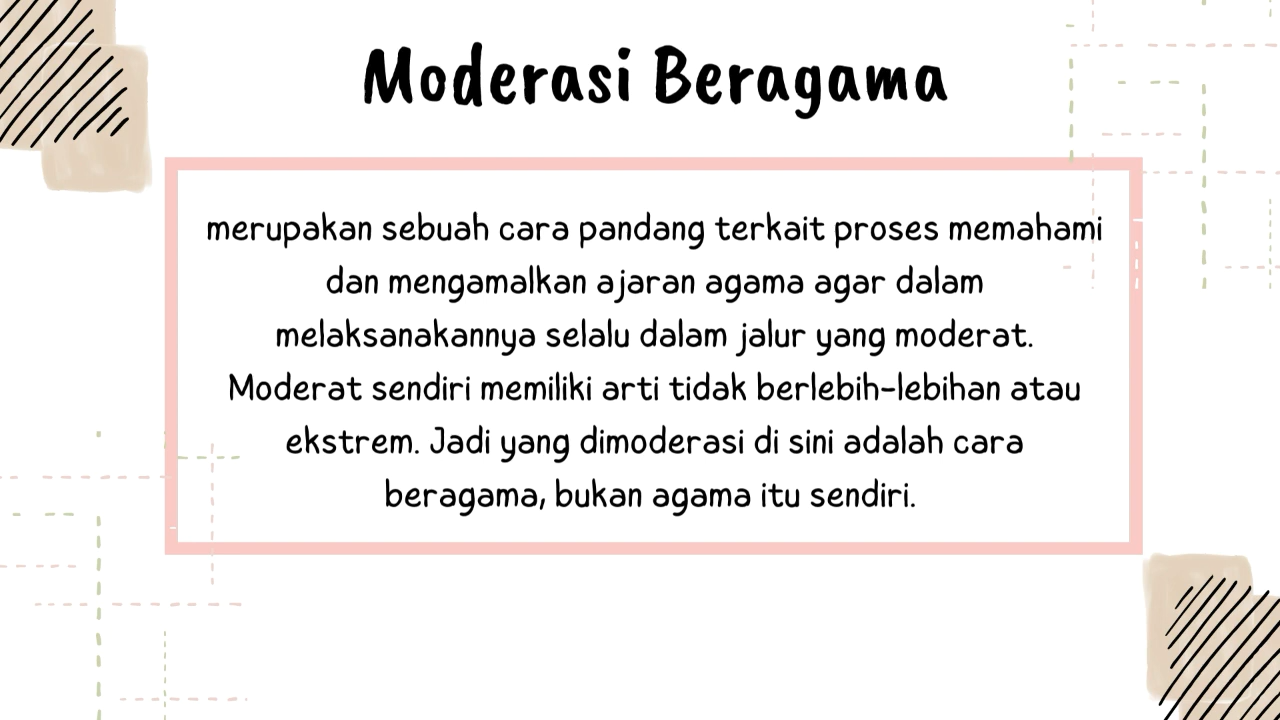 Moderasi Beragama
merupakan sebuah cara pandang terkait proses memahami
dan mengamalkan ajaran agama agar dalam
melaksanakannya selalu dalam jalur yang moderat.
Moderat sendiri memiliki arti tidak berlebih-lebihan atau
ekstrem. Jadi yang dimoderasi di sini adalah cara
beragama, bukan agama itu sendiri.